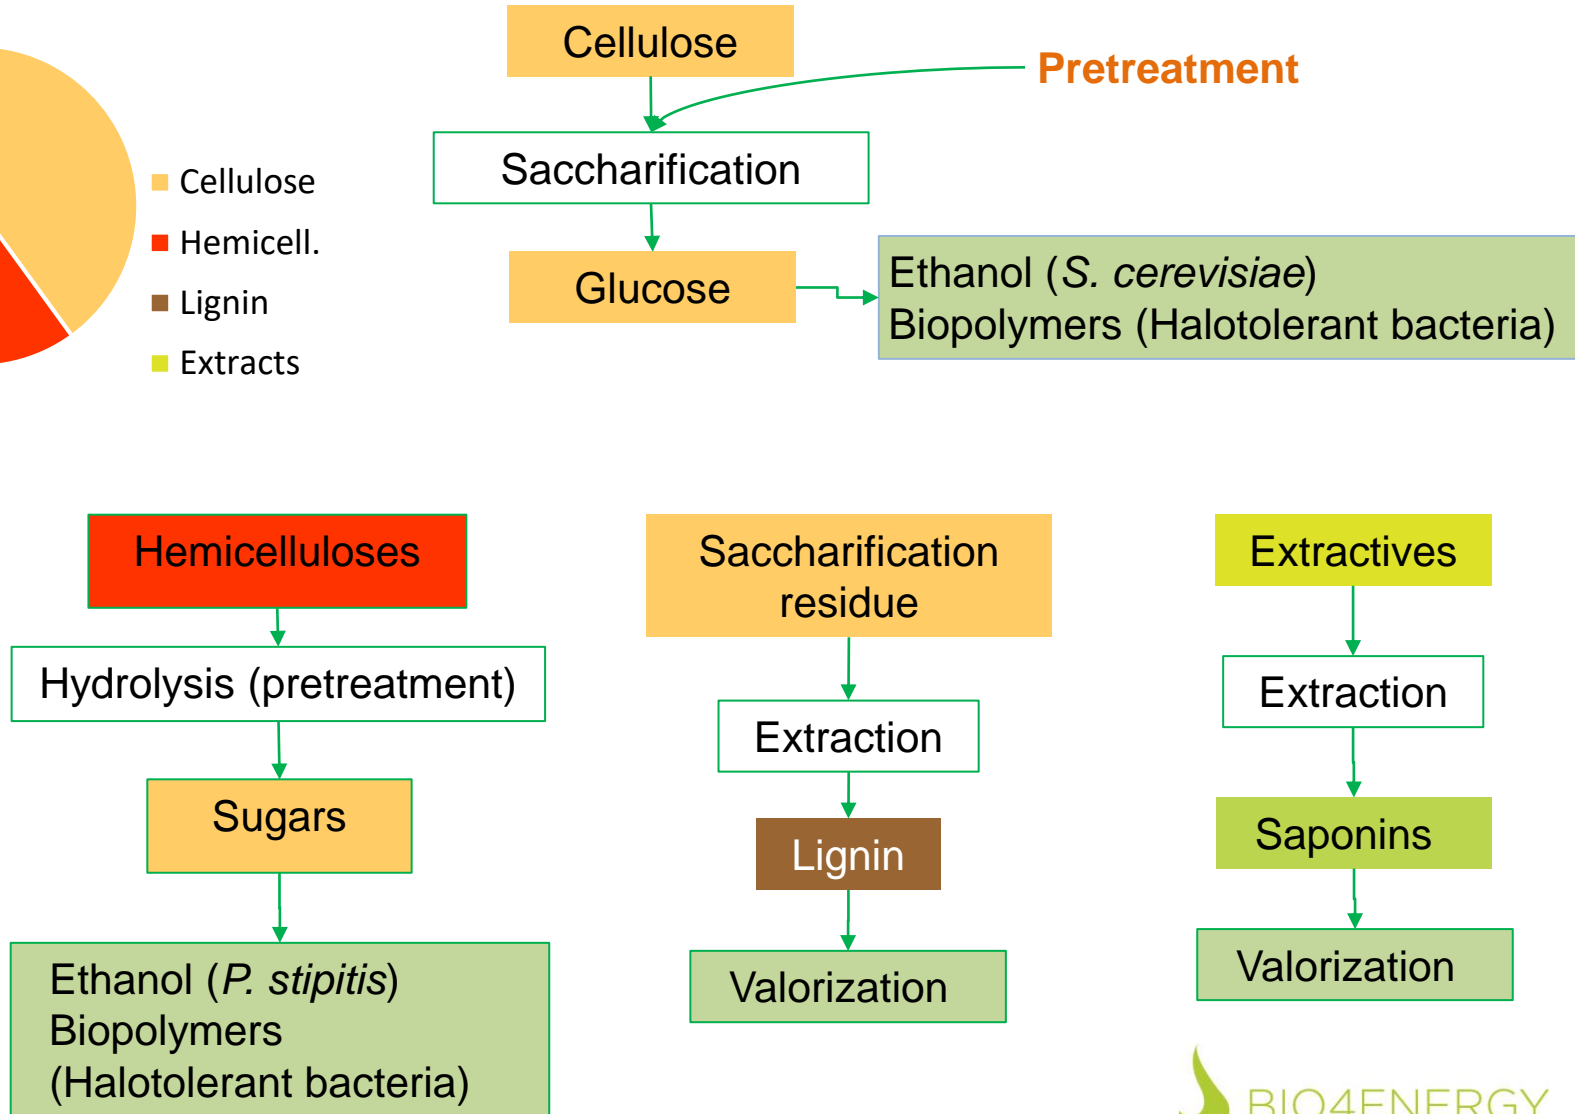 Cellulose
Pretreatment
Saccharification
Glucose
Ethanol (S. cerevisiae)
Biopolymers (Halotolerant bacteria)
Cellulose
Hemicell.
Lignin
Extracts
Hemicelluloses
Hydrolysis (pretreatment)
Sugars
Ethanol (P. stipitis)
Biopolymers
(Halotolerant bacteria)
Saccharification
residue
Extraction
Lignin
Valorization
Extractives
Extraction
Saponins
Valorization
BIO4ENERGY